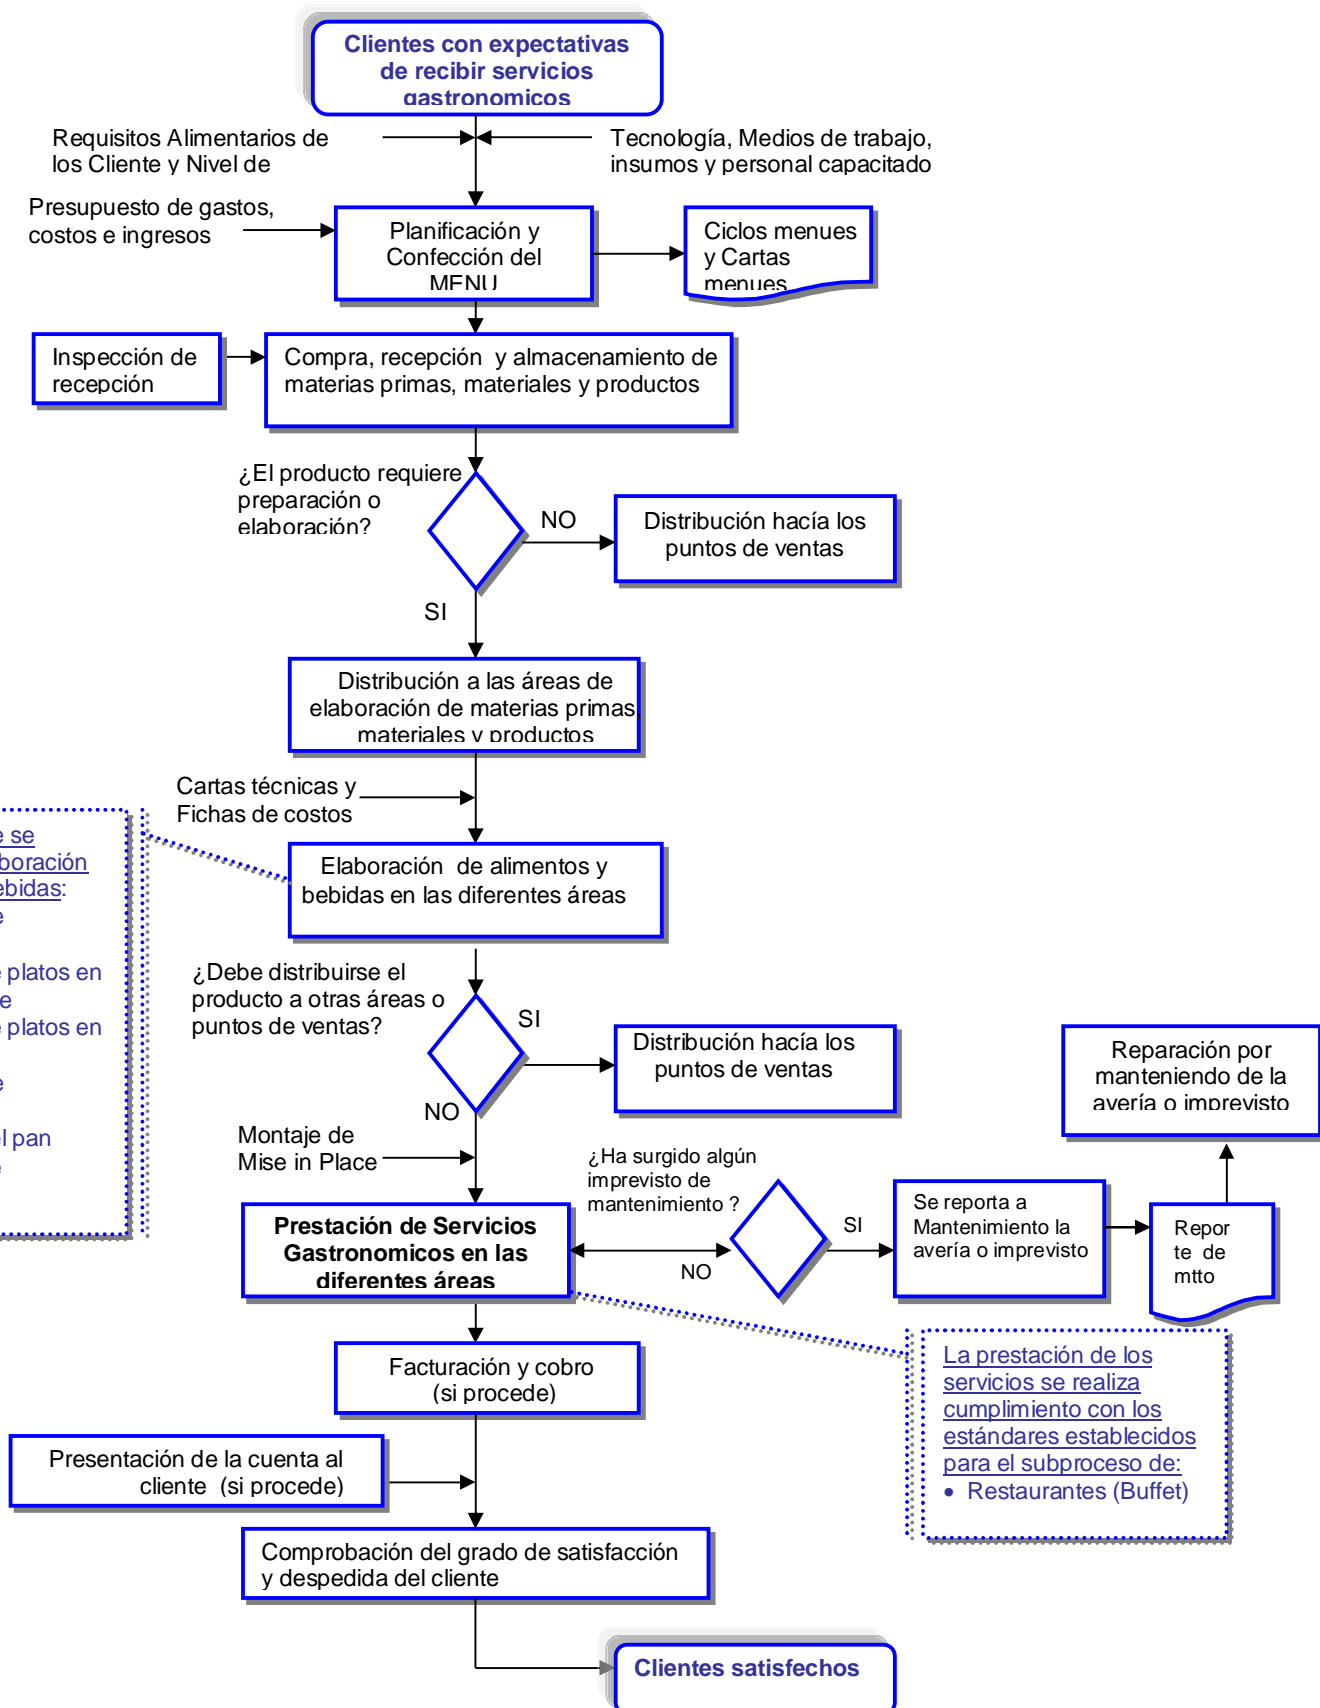 Clientes con expectativas
de recibir servicios
gastronomicos
Requisitos Alimentarios de
los Cliente y Nivel de
Tecnología, Medios de trabajo,
insumos y personal capacitado
Presupuesto de gastos,
costos e ingresos
Planificación y
Confección del
MENU
Ciclos menues
y Cartas
menues
Inspección de
recepción
Compra, recepción y almacenamiento de
materias primas, materiales y productos
¿El producto requiere
preparación o
elaboración?
NO
Distribución hacía los
puntos de ventas
SI
Distribución a las áreas de
elaboración de materias primas,
materiales y productos
Cartas técnicas y
Fichas de costos
e se
boración
ebidas:
e
e platos en
e
e platos en
e
el pan
e
Elaboración de alimentos y
bebidas en las diferentes áreas
¿Debe distribuirse el
producto a otras áreas o
puntos de ventas?
SI
Distribución hacía los
puntos de ventas
NO
Reparación por
manteniendo de la
avería o imprevisto
Montaje de
Mise in Place
¿Ha surgido algún
imprevisto de
mantenimiento ?
SI
NO
Se reporta a
Mantenimiento la
avería o imprevisto
Repor
te de
mtto
Prestación de Servicios
Gastronomicos en las
diferentes áreas
La prestación de los
servicios se realiza
cumplimiento con los
estándares establecidos
para el subproceso de:
• Restaurantes (Buffet)
Facturación y cobro
(si procede)
Presentación de la cuenta al
cliente (si procede)
Comprobación del grado de satisfacción
y despedida del cliente
Clientes satisfechos